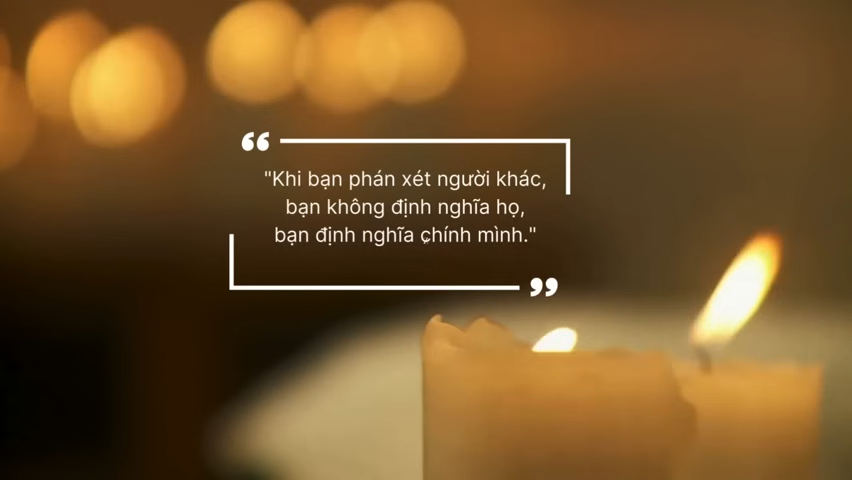 "Khi bạn phán xét người khác,
bạn không định nghĩa họ,
bạn định nghĩa chính mình."